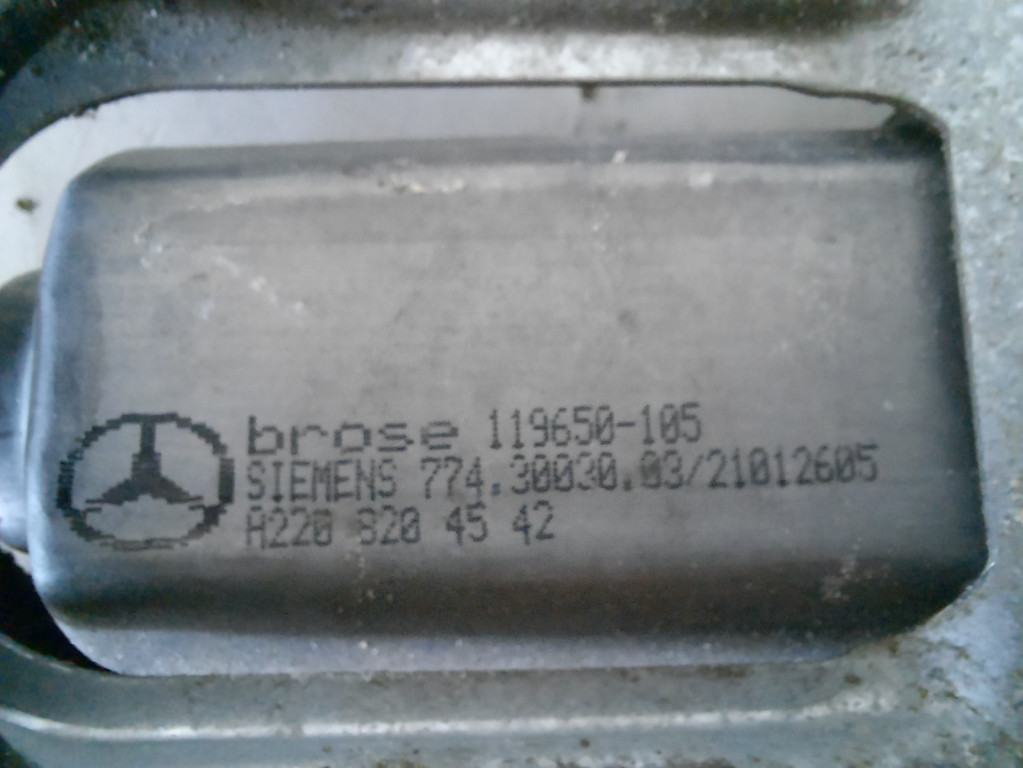 brose 119650-105
SIEMENS 774.30030.03/21012605
A220 820 45 42